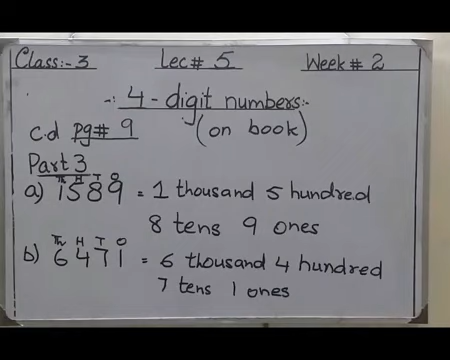 Class:- 3 Lec# 5 Week # 2
-: 4 - digit numbers:-
c.d pg# 9 (on book)
Part 3
Th H T O
a) 1589 = 1 thousand 5 hundred
8 tens 9 ones
Th H T O
b) 6471 = 6 thousand 4 hundred
7 tens 1 ones